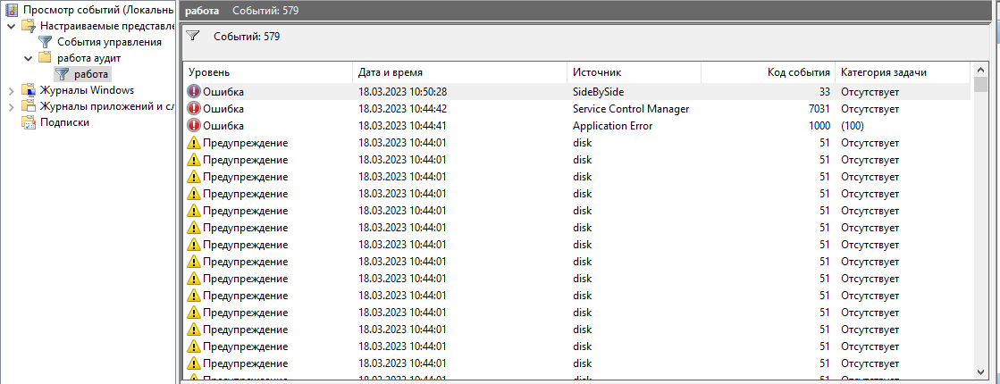 Просмотр событий (Локальнь
Настраиваемые представле
События управления
работа аудит
работа
Журналы Windows
Журналы приложений и сл
Подписки
работа Событий: 579
Событий: 579
Уровень Дата и время Источник Код события Категория задачи
Ошибка 18.03.2023 10:50:28 SideBySide 33 Отсутствует
Ошибка 18.03.2023 10:44:42 Service Control Manager 7031 Отсутствует
Ошибка 18.03.2023 10:44:41 Application Error 1000 (100)
Предупреждение 18.03.2023 10:44:01 disk 51 Отсутствует
Предупреждение 18.03.2023 10:44:01 disk 51 Отсутствует
Предупреждение 18.03.2023 10:44:01 disk 51 Отсутствует
Предупреждение 18.03.2023 10:44:01 disk 51 Отсутствует
Предупреждение 18.03.2023 10:44:01 disk 51 Отсутствует
Предупреждение 18.03.2023 10:44:01 disk 51 Отсутствует
Предупреждение 18.03.2023 10:44:01 disk 51 Отсутствует
Предупреждение 18.03.2023 10:44:01 disk 51 Отсутствует
Предупреждение 18.03.2023 10:44:01 disk 51 Отсутствует
Предупреждение 18.03.2023 10:44:01 disk 51 Отсутствует
Предупреждение 18.03.2023 10:44:01 disk 51 Отсутствует
Предупреждение 18.03.2023 10:44:01 disk 51 Отсутствует
Предупреждение 18.03.2023 10:44:01 disk 51 Отсутствует
Предупреждение 18.03.2023 10:44:01 disk 51 Отсутствует